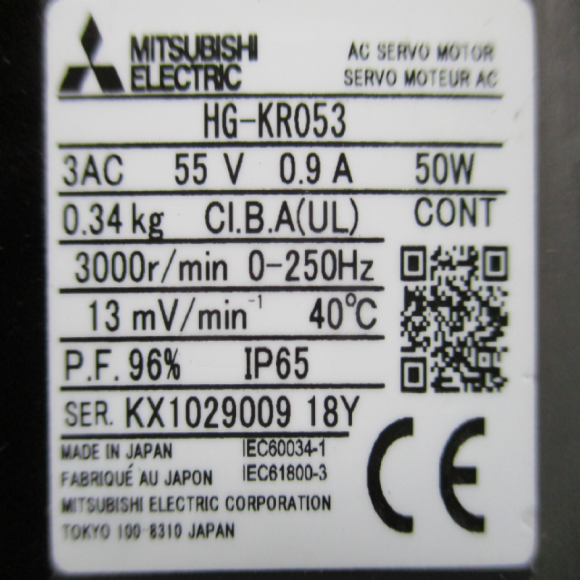 MITSUBISHI ELECTRIC
AC SERVO MOTOR
SERVO MOTEUR AC
HG-KR053
3AC 55 V 0.9 A 50W
0.34 kg CI.B.A(UL) CONT
3000r/min 0-250Hz
13 mV/min⁻¹ 40℃
P.F. 96% IP65
SER. KX1029009 18Y
MADE IN JAPAN IEC60034-1
FABRIQUÉ AU JAPON IEC61800-3
MITSUBISHI ELECTRIC CORPORATION
TOKYO 100-8310 JAPAN
CE